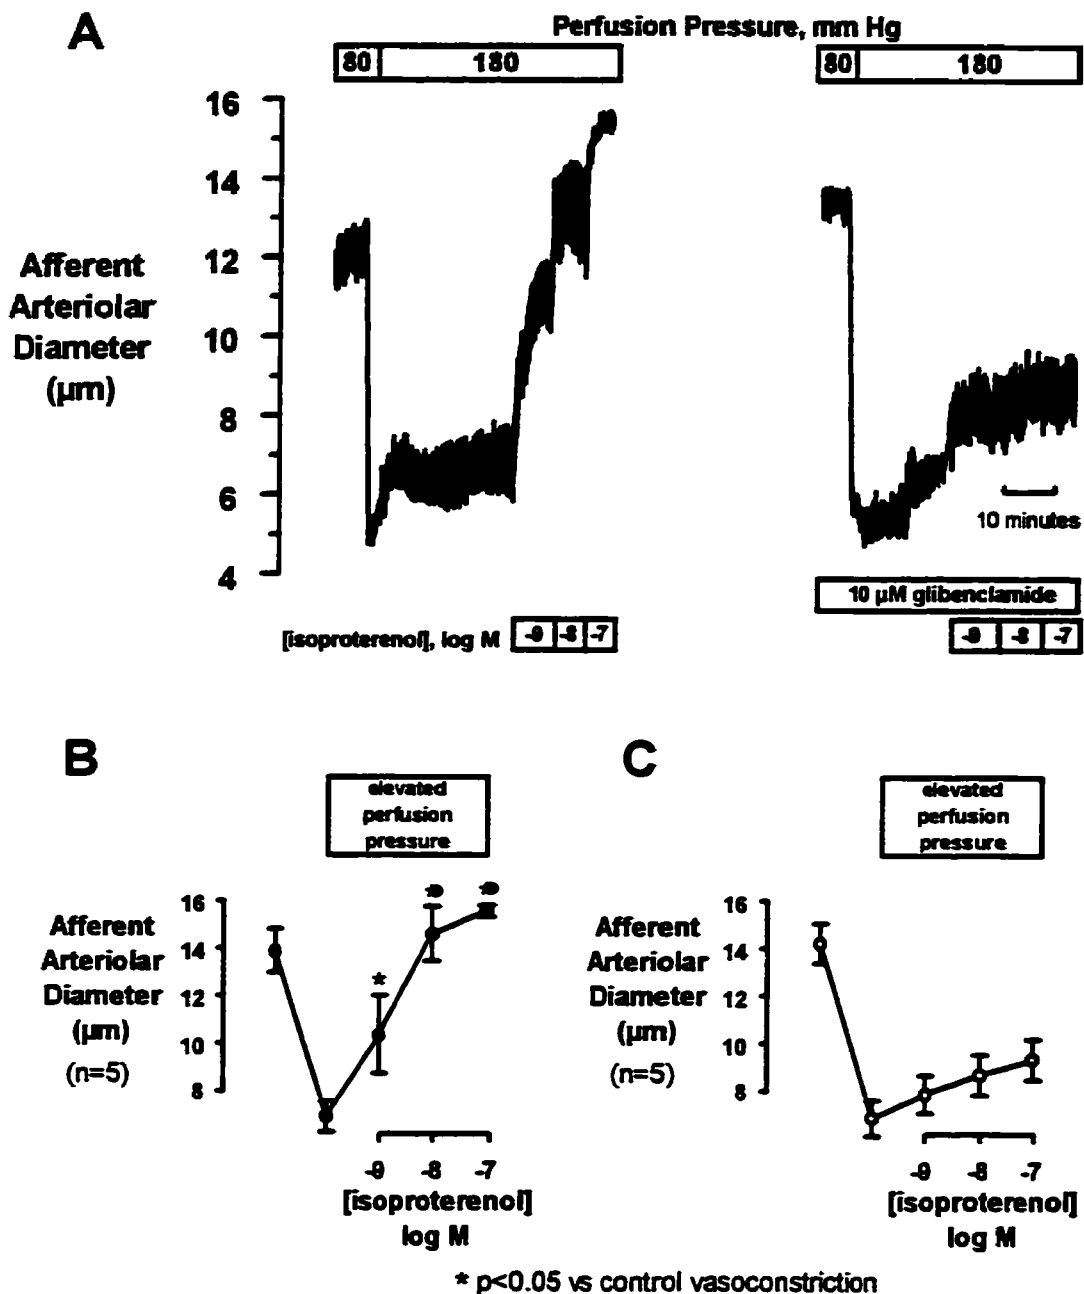 A
Perfusion Pressure, mm Hg
80 180
80 180
16
14
12
10
8
6
4
Afferent
Arteriolar
Diameter
(µm)
10 minutes
10 µM glibenclamide
[isoproterenol], log M -9 -8 -7
-9 -8 -7
B
elevated
perfusion
pressure
Afferent
Arteriolar
Diameter
(µm)
(n=5)
16
14
12
10
8
*
-9 -8 -7
[isoproterenol]
log M
C
elevated
perfusion
pressure
Afferent
Arteriolar
Diameter
(µm)
(n=5)
16
14
12
10
8
-9 -8 -7
[isoproterenol]
log M
* p<0.05 vs control vasoconstriction